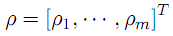 ρ = [ρ₁, ⋯ , ρₘ]ᵀ